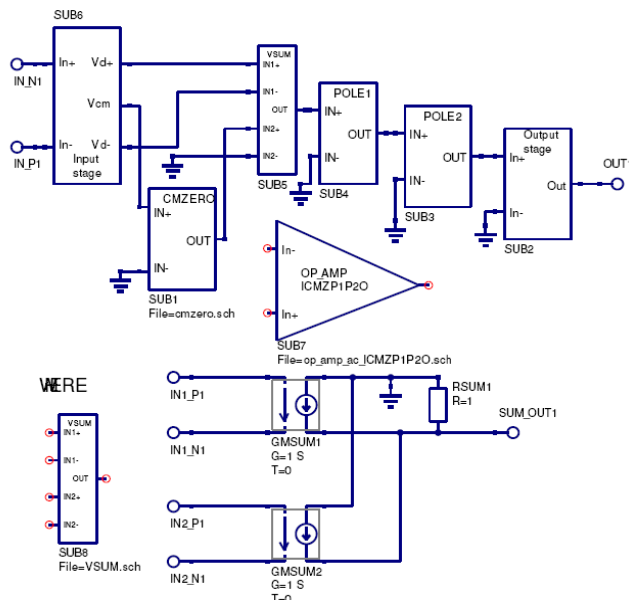 SUB6
In+
Vd+
Vcm
In-
Vd-
Input
stage
IN_N1
IN_P1
VSUM
IN1+
IN1-
OUT
IN2+
IN2-
SUB5
POLE1
IN+
OUT
IN-
SUB4
POLE2
IN+
OUT
IN-
SUB3
Output
stage
In+
Out
In-
SUB2
OUT1
CMZERO
IN+
OUT
IN-
SUB1
File=cmzero.sch
In-
OP_AMP
ICMZP1P2O
In+
SUB7
File=op_amp_ac_ICMZP1P2O.sch
VSUM
IN1+
IN1-
OUT
IN2+
IN2-
SUB8
File=VSUM.sch
IN1_P1
IN1_N1
GMSUM1
G=1 S
T=0
RSUM1
R=1
SUM_OUT1
IN2_P1
IN2_N1
GMSUM2
G=1 S
T=0